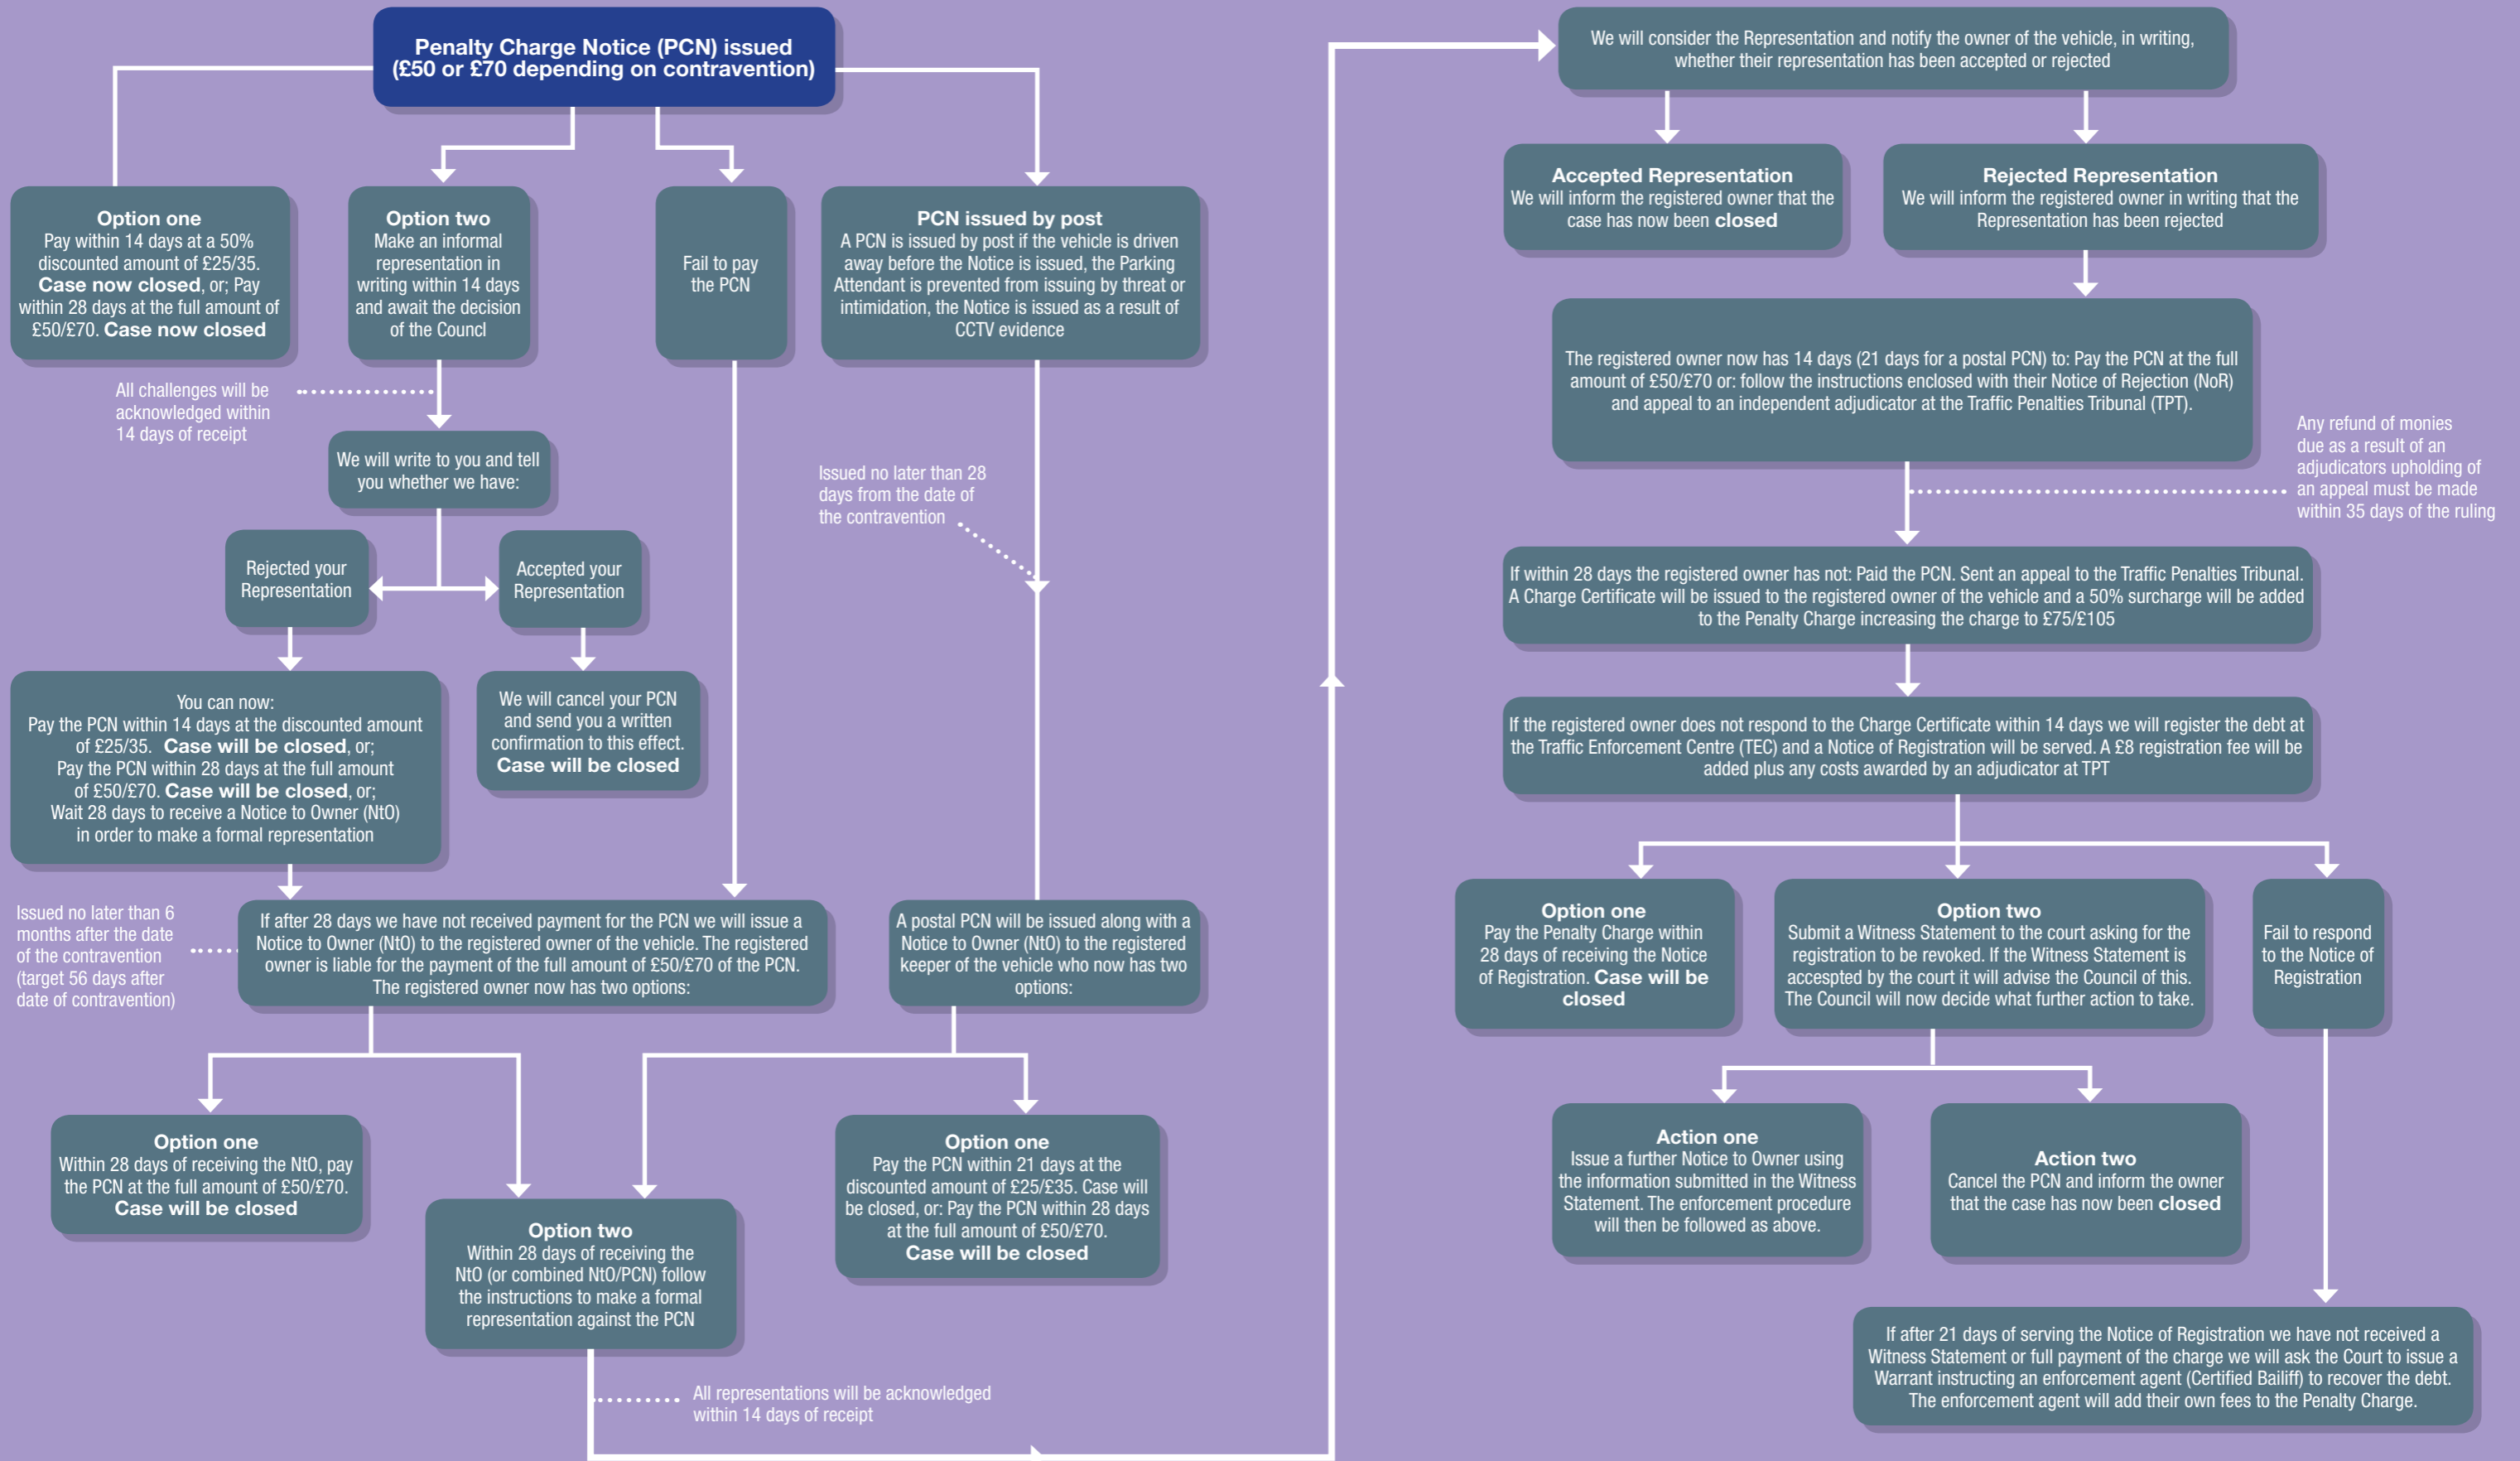 Penalty Charge Notice (PCN) issued
(£50 or £70 depending on contravention)
Option one
Pay within 14 days at a 50%
discounted amount of £25/35.
Case now closed, or; Pay
within 28 days at the full amount of
£50/£70. Case now closed
Option two
Make an informal
representation in
writing within 14 days
and await the decision
of the Councl
Fail to pay
the PCN
PCN issued by post
A PCN is issued by post if the vehicle is driven
away before the Notice is issued, the Parking
Attendant is prevented from issuing by threat or
intimidation, the Notice is issued as a result of
CCTV evidence
All challenges will be
acknowledged within
14 days of receipt
We will write to you and tell
you whether we have:
Issued no later than 28
days from the date of
the contravention
Rejected your
Representation
Accepted your
Representation
You can now:
Pay the PCN within 14 days at the discounted amount
of £25/35. Case will be closed, or;
Pay the PCN within 28 days at the full amount
of £50/£70. Case will be closed, or;
Wait 28 days to receive a Notice to Owner (NtO)
in order to make a formal representation
We will cancel your PCN
and send you a written
confirmation to this effect.
Case will be closed
Issued no later than 6
months after the date
of the contravention
(target 56 days after
date of contravention)
If after 28 days we have not received payment for the PCN we will issue a
Notice to Owner (NtO) to the registered owner of the vehicle. The registered
owner is liable for the payment of the full amount of £50/£70 of the PCN.
The registered owner now has two options:
A postal PCN will be issued along with a
Notice to Owner (NtO) to the registered
keeper of the vehicle who now has two
options:
Option one
Within 28 days of receiving the NtO, pay
the PCN at the full amount of £50/£70.
Case will be closed
Option two
Within 28 days of receiving the
NtO (or combined NtO/PCN) follow
the instructions to make a formal
representation against the PCN
Option one
Pay the PCN within 21 days at the
discounted amount of £25/£35. Case will
be closed, or: Pay the PCN within 28 days
at the full amount of £50/£70.
Case will be closed
All representations will be acknowledged
within 14 days of receipt
We will consider the Representation and notify the owner of the vehicle, in writing,
whether their representation has been accepted or rejected
Accepted Representation
We will inform the registered owner that the
case has now been closed
Rejected Representation
We will inform the registered owner in writing that the
Representation has been rejected
The registered owner now has 14 days (21 days for a postal PCN) to: Pay the PCN at the full
amount of £50/£70 or: follow the instructions enclosed with their Notice of Rejection (NoR)
and appeal to an independent adjudicator at the Traffic Penalties Tribunal (TPT).
Any refund of monies
due as a result of an
adjudicators upholding of
an appeal must be made
within 35 days of the ruling
If within 28 days the registered owner has not: Paid the PCN. Sent an appeal to the Traffic Penalties Tribunal.
A Charge Certificate will be issued to the registered owner of the vehicle and a 50% surcharge will be added
to the Penalty Charge increasing the charge to £75/£105
If the registered owner does not respond to the Charge Certificate within 14 days we will register the debt at
the Traffic Enforcement Centre (TEC) and a Notice of Registration will be served. A £8 registration fee will be
added plus any costs awarded by an adjudicator at TPT
Option one
Pay the Penalty Charge within
28 days of receiving the Notice
of Registration. Case will be
closed
Option two
Submit a Witness Statement to the court asking for the
registration to be revoked. If the Witness Statement is
accespted by the court it will advise the Council of this.
The Council will now decide what further action to take.
Fail to respond
to the Notice of
Registration
Action one
Issue a further Notice to Owner using
the information submitted in the Witness
Statement. The enforcement procedure
will then be followed as above.
Action two
Cancel the PCN and inform the owner
that the case has now been closed
If after 21 days of serving the Notice of Registration we have not received a
Witness Statement or full payment of the charge we will ask the Court to issue a
Warrant instructing an enforcement agent (Certified Bailiff) to recover the debt.
The enforcement agent will add their own fees to the Penalty Charge.